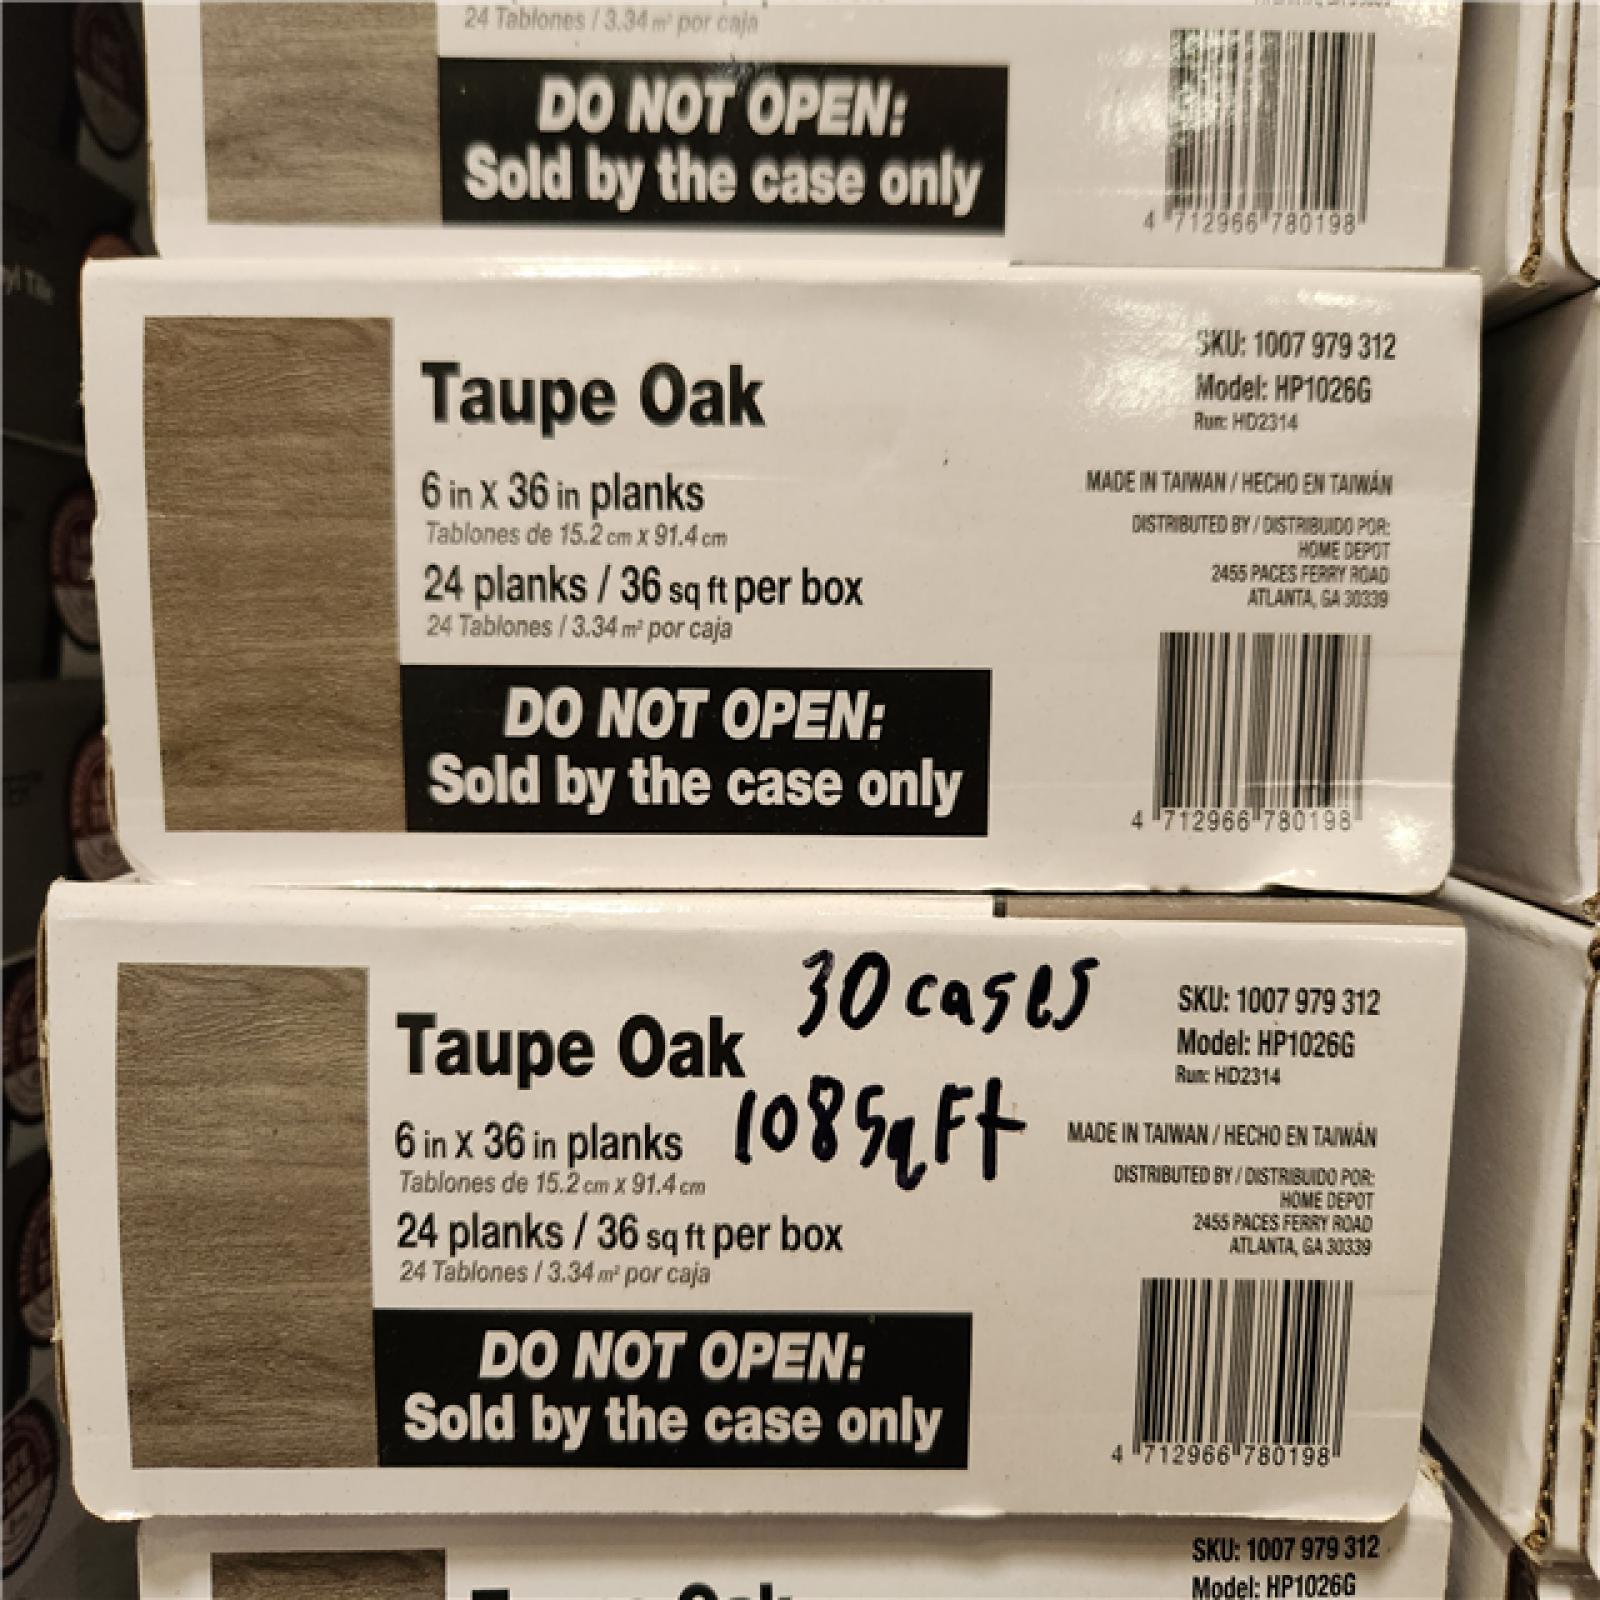 24 Tablones / 3.34 m² por caja
DO NOT OPEN:
Sold by the case only
4 712966 780198
Taupe Oak
6 in X 36 in planks
Tablones de 15.2 cm X 91.4 cm
24 planks / 36 sq ft per box
24 Tablones / 3.34 m² por caja
DO NOT OPEN:
Sold by the case only
SKU: 1007 979 312
Model: HP1026G
Run: HD2314
MADE IN TAIWAN / HECHO EN TAIWÁN
DISTRIBUTED BY / DISTRIBUIDO POR:
HOME DEPOT
2455 PACES FERRY ROAD
ATLANTA, GA 30339
4 712966 780198
30 cases
108 Sq Ft
Taupe Oak
6 in X 36 in planks
Tablones de 15.2 cm X 91.4 cm
24 planks / 36 sq ft per box
24 Tablones / 3.34 m² por caja
DO NOT OPEN:
Sold by the case only
SKU: 1007 979 312
Model: HP1026G
Run: HD2314
MADE IN TAIWAN / HECHO EN TAIWÁN
DISTRIBUTED BY / DISTRIBUIDO POR:
HOME DEPOT
2455 PACES FERRY ROAD
ATLANTA, GA 30339
4 712966 780198
SKU: 1007 979 312
Model: HP1026G